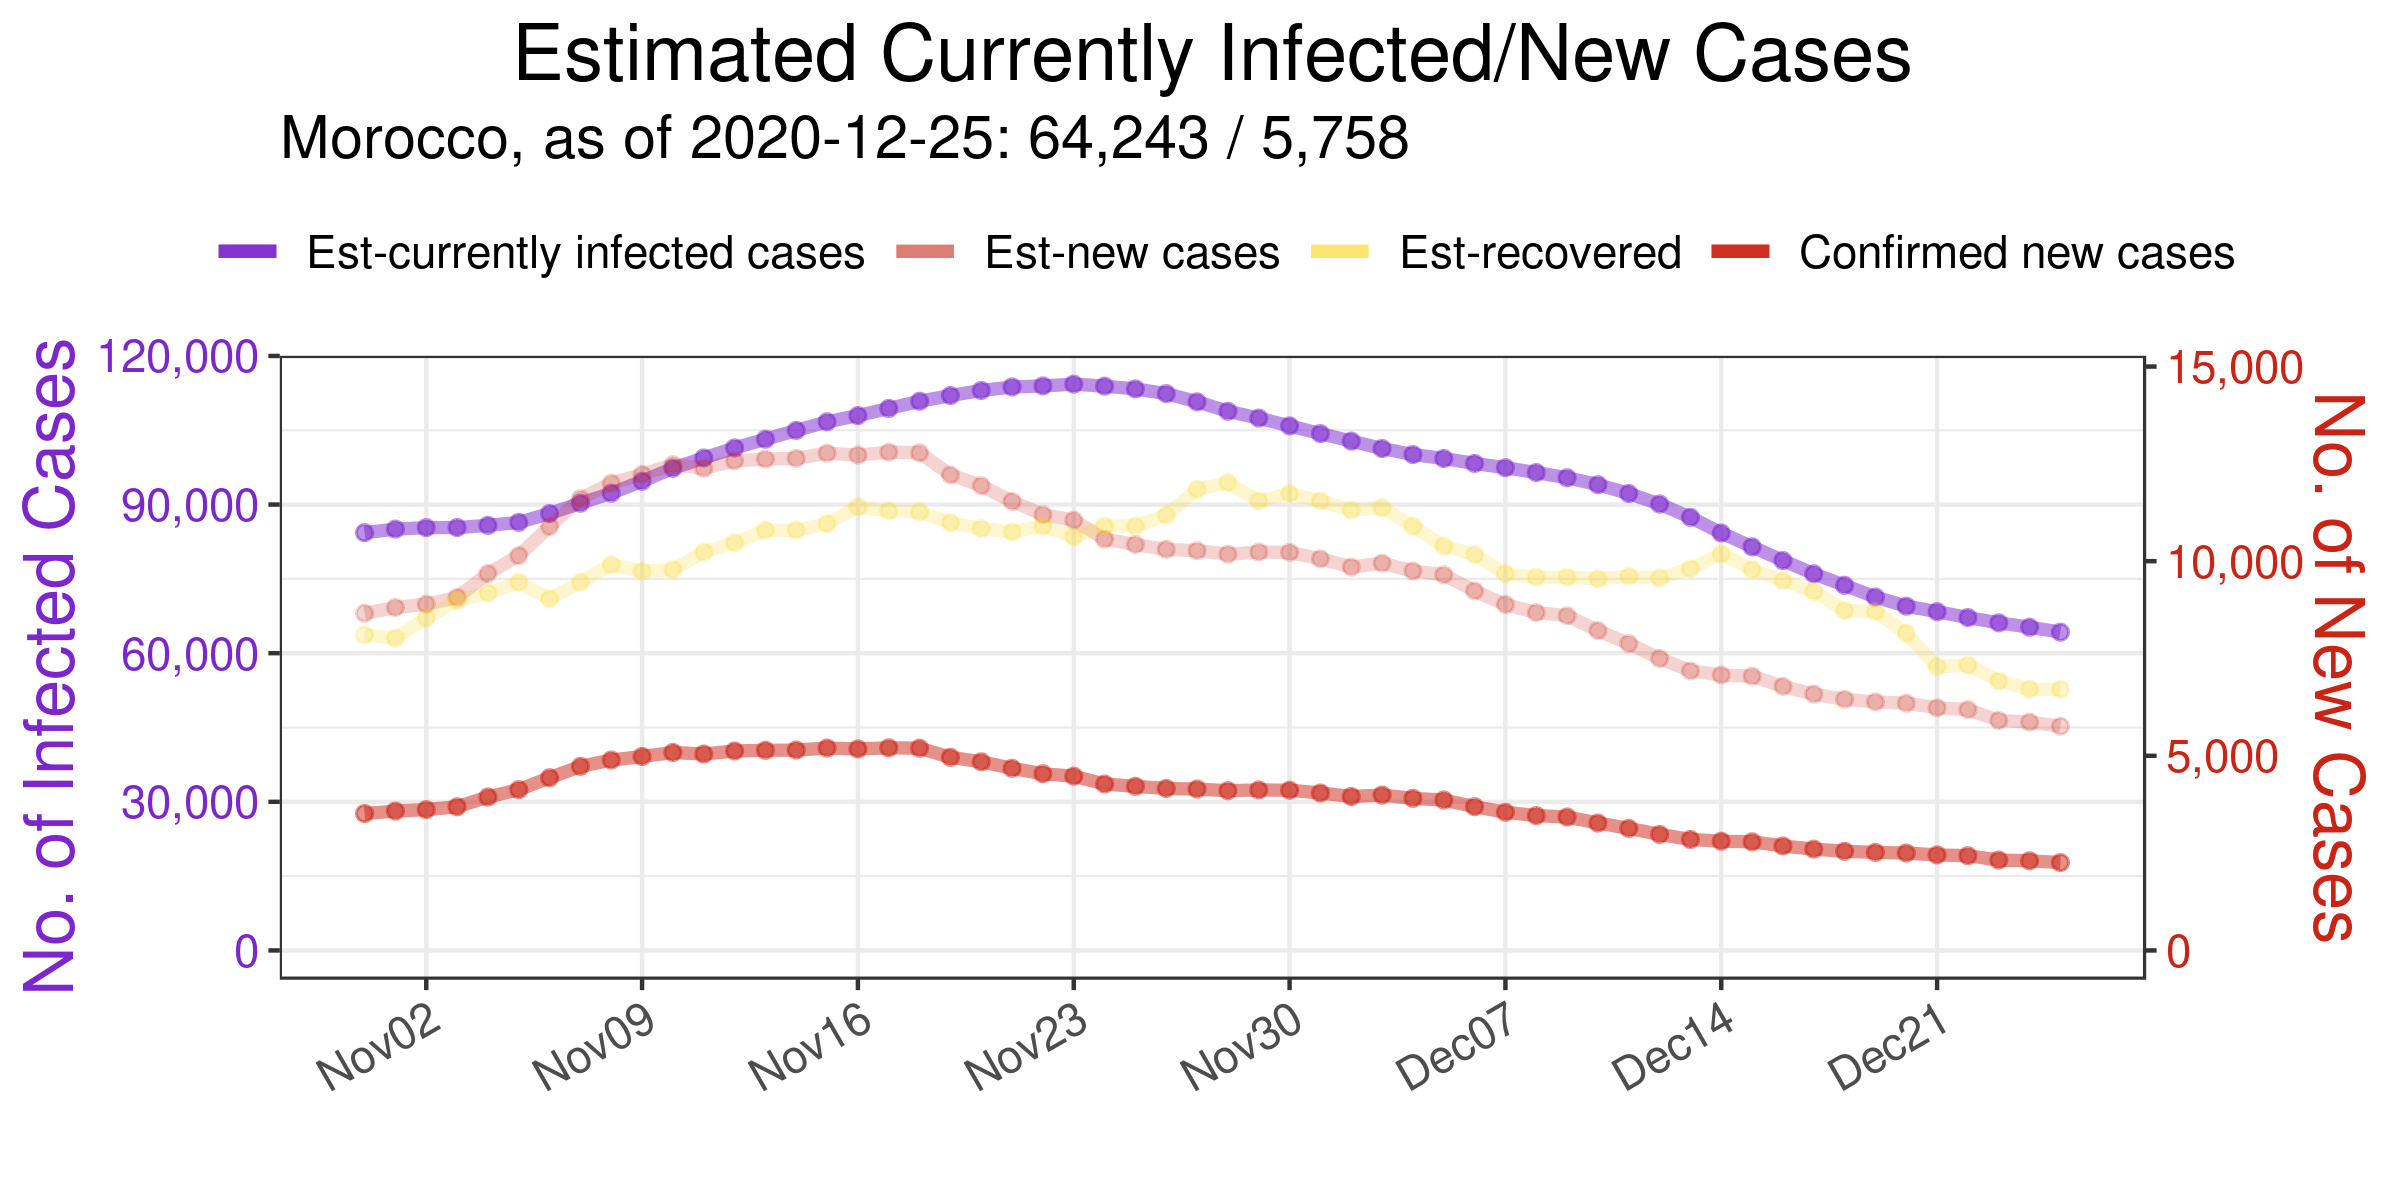 Estimated Currently Infected/New Cases
Morocco, as of 2020-12-25: 64,243 / 5,758
Est-currently infected cases Est-new cases Est-recovered Confirmed new cases
No. of Infected Cases
120,000
90,000
60,000
30,000
0
15,000
10,000
5,000
0
No. of New Cases
Nov02 Nov09 Nov16 Nov23 Nov30 Dec07 Dec14 Dec21